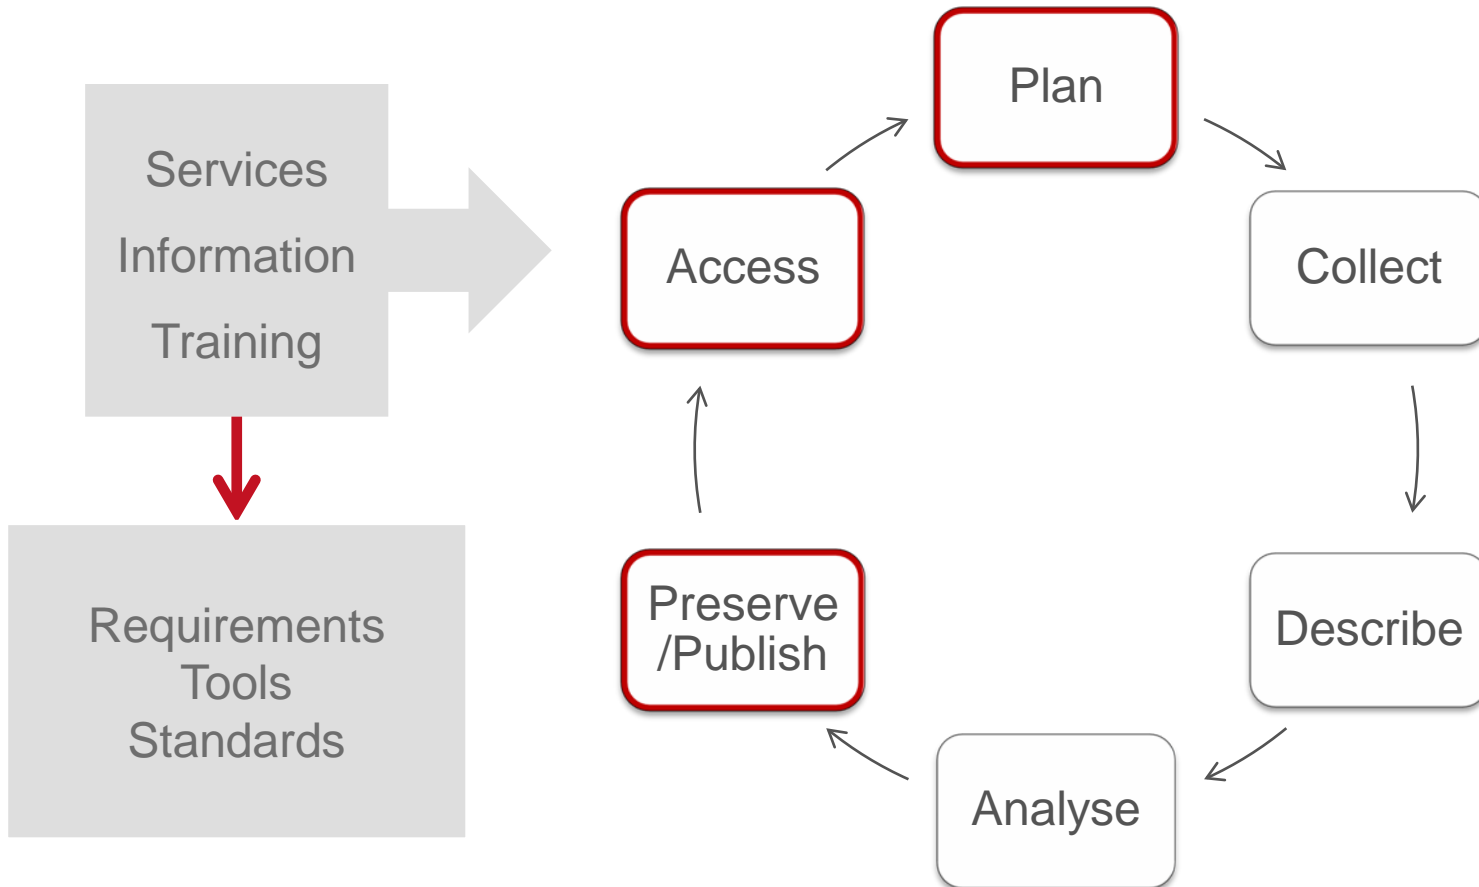 Services
Information
Training
Requirements
Tools
Standards
Plan
Collect
Describe
Analyse
Preserve
/Publish
Access